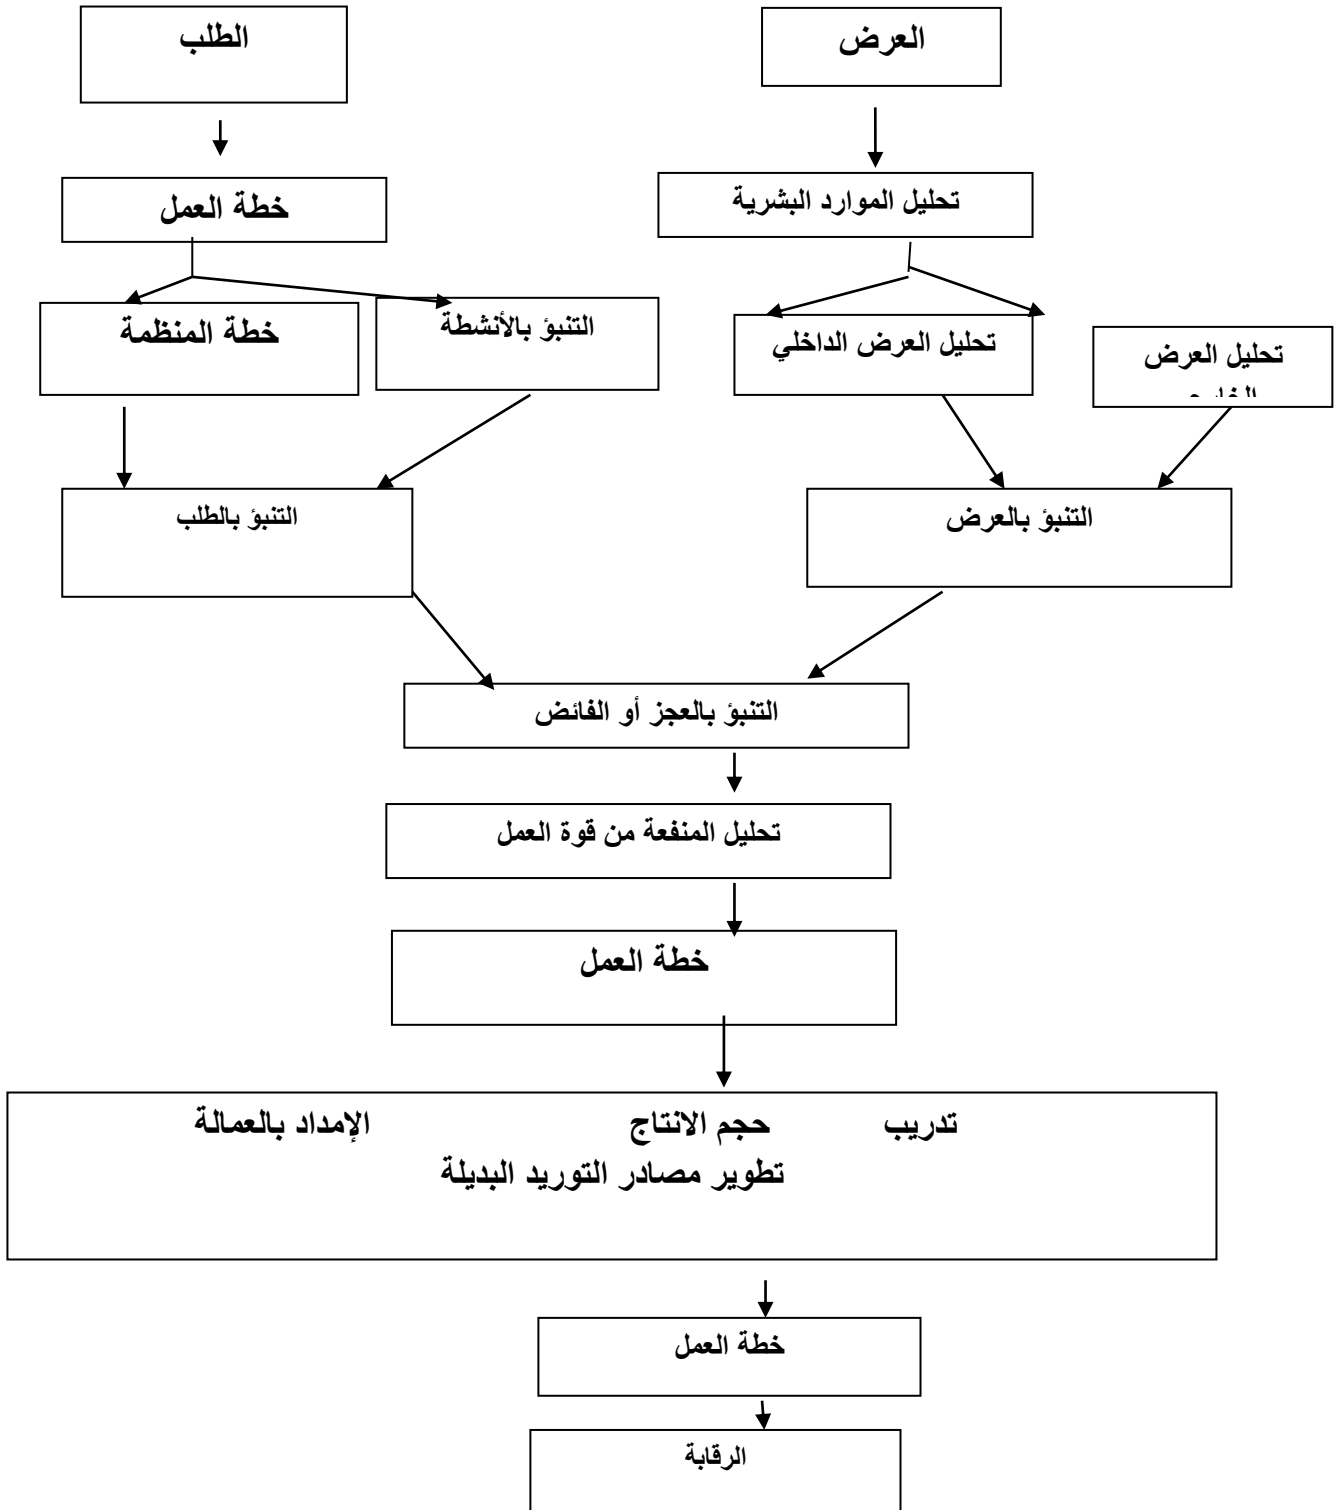 العرض
الطلب
تحليل الموارد البشرية
خطة العمل
تحليل العرض
تحليل العرض الداخلي
التنبؤ بالأنشطة
خطة المنظمة
التنبؤ بالعرض
التنبؤ بالطلب
التنبؤ بالعجز أو الفائض
تحليل المنفعة من قوة العمل
خطة العمل
تدريب حجم الانتاج الإمداد بالعمالة
تطوير مصادر التوريد البديلة
خطة العمل
الرقابة